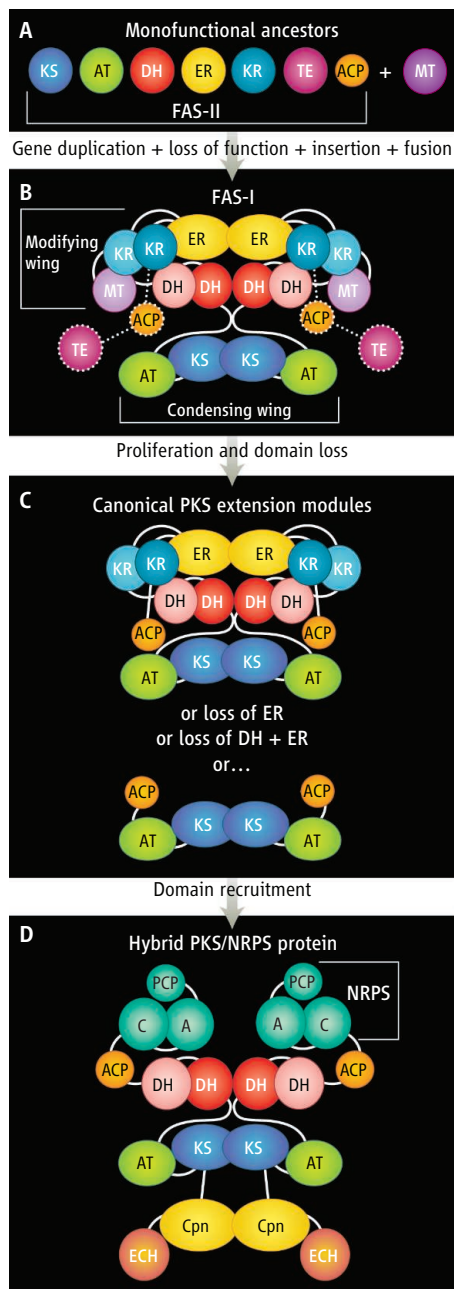 A
Monofunctional ancestors
KS AT DH ER KR TE ACP + MT
FAS-II
Gene duplication + loss of function + insertion + fusion
B
FAS-I
Modifying
wing
KR KR ER ER KR KR
MT DH DH DH DH MT
ACP ACP
TE TE
AT KS KS AT
Condensing wing
Proliferation and domain loss
C
Canonical PKS extension modules
KR KR ER ER KR KR
DH DH DH DH
ACP ACP
AT KS KS AT
or loss of ER
or loss of DH + ER
or...
ACP ACP
AT KS KS AT
Domain recruitment
D
Hybrid PKS/NRPS protein
PCP PCP NRPS
C A A C
ACP DH DH DH DH ACP
AT KS KS AT
Cpn Cpn
ECH ECH